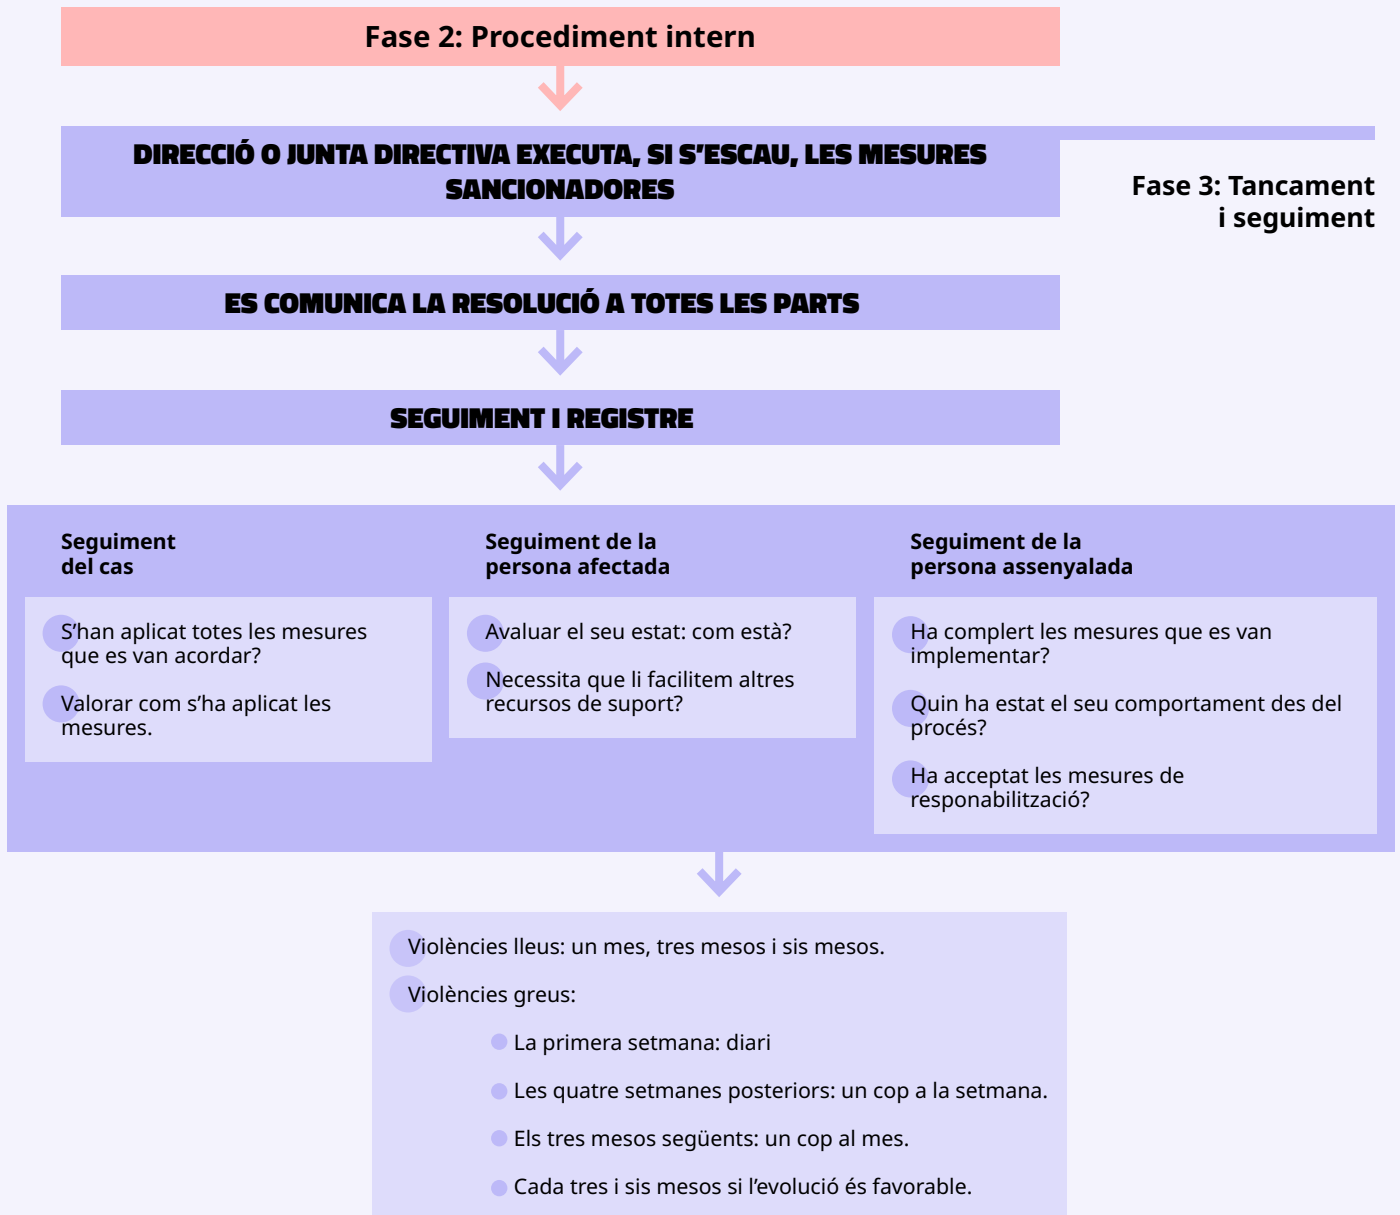 Fase 2: Procediment intern
DIRECCIÓ O JUNTA DIRECTIVA EXECUTA, SI S’ESCAU, LES MESURES
SANCIONADORES
Fase 3: Tancament
i seguiment
ES COMUNICA LA RESOLUCIÓ A TOTES LES PARTS
SEGUIMENT I REGISTRE
Seguiment
del cas
S’han aplicat totes les mesures
que es van acordar?
Valorar com s’ha aplicat les
mesures.
Seguiment de la
persona afectada
Avaluar el seu estat: com està?
Necessita que li facilitem altres
recursos de suport?
Seguiment de la
persona assenyalada
Ha complert les mesures que es van
implementar?
Quin ha estat el seu comportament des del
procés?
Ha acceptat les mesures de
responabilització?
Violències lleus: un mes, tres mesos i sis mesos.
Violències greus:
La primera setmana: diari
Les quatre setmanes posteriors: un cop a la setmana.
Els tres mesos següents: un cop al mes.
Cada tres i sis mesos si l’evolució és favorable.